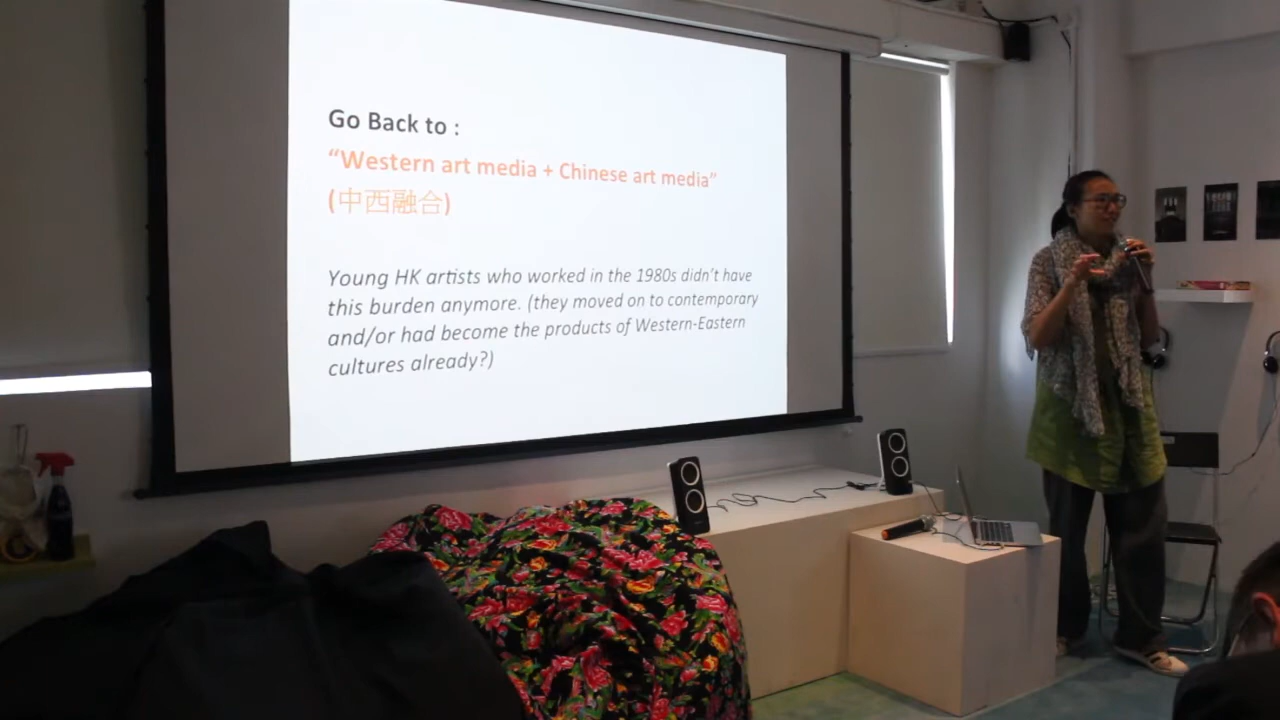 Go Back to :
“Western art media + Chinese art media”
(中西融合)
Young HK artists who worked in the 1980s didn’t have
this burden anymore. (they moved on to contemporary
and/or had become the products of Western-Eastern
cultures already?)